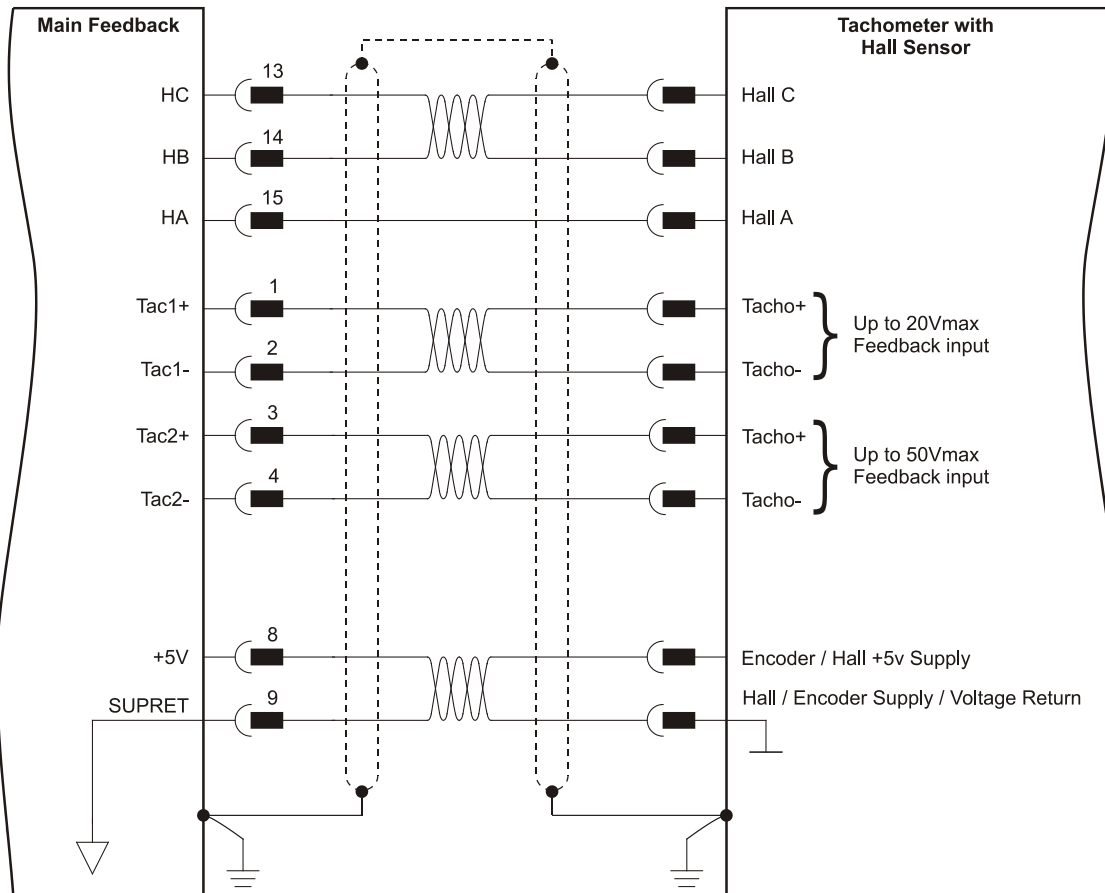 Main Feedback
Tachometer with
Hall Sensor
HC 13 Hall C
HB 14 Hall B
HA 15 Hall A
Tac1+ 1 Tacho+
Up to 20Vmax
Feedback input
Tac1- 2 Tacho-
Tac2+ 3 Tacho+
Up to 50Vmax
Feedback input
Tac2- 4 Tacho-
+5V 8 Encoder / Hall +5v Supply
SUPRET 9 Hall / Encoder Supply / Voltage Return